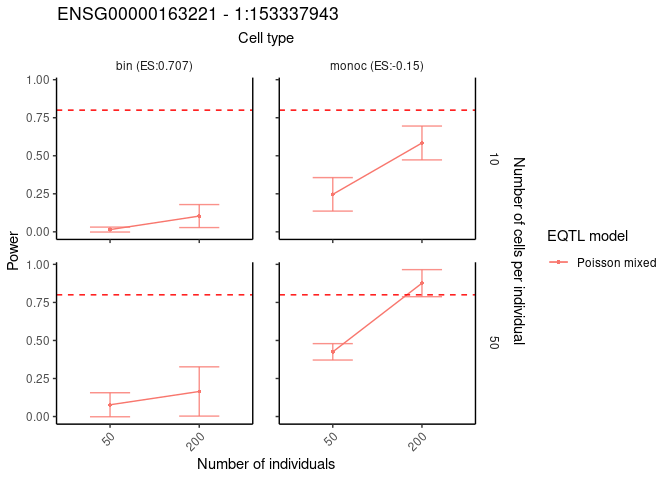 ENSG00000163221 - 1:153337943
Cell type
bin (ES:0.707)
monoc (ES:-0.15)
1.00
0.75
0.50
0.25
0.00
10
1.00
0.75
0.50
0.25
0.00
50
Power
Number of cells per individual
50
200
50
200
Number of individuals
EQTL model
Poisson mixed